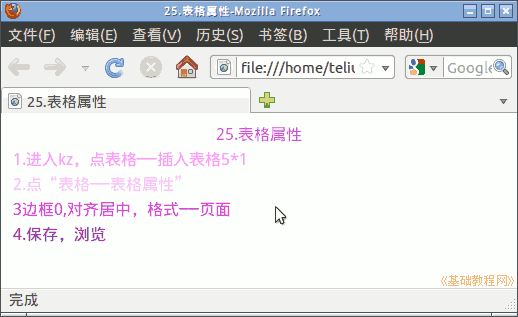 25.表格属性-Mozilla Firefox
文件(F) 编辑(E) 查看(V) 历史(S) 书签(B) 工具(T) 帮助(H)
file:///home/teliu
Google
25.表格属性
25.表格属性
1.进入kz，点表格——插入表格5*1
2.点“表格——表格属性”
3边框0,对齐居中，格式——页面
4.保存，浏览
《基础教程网》
完成